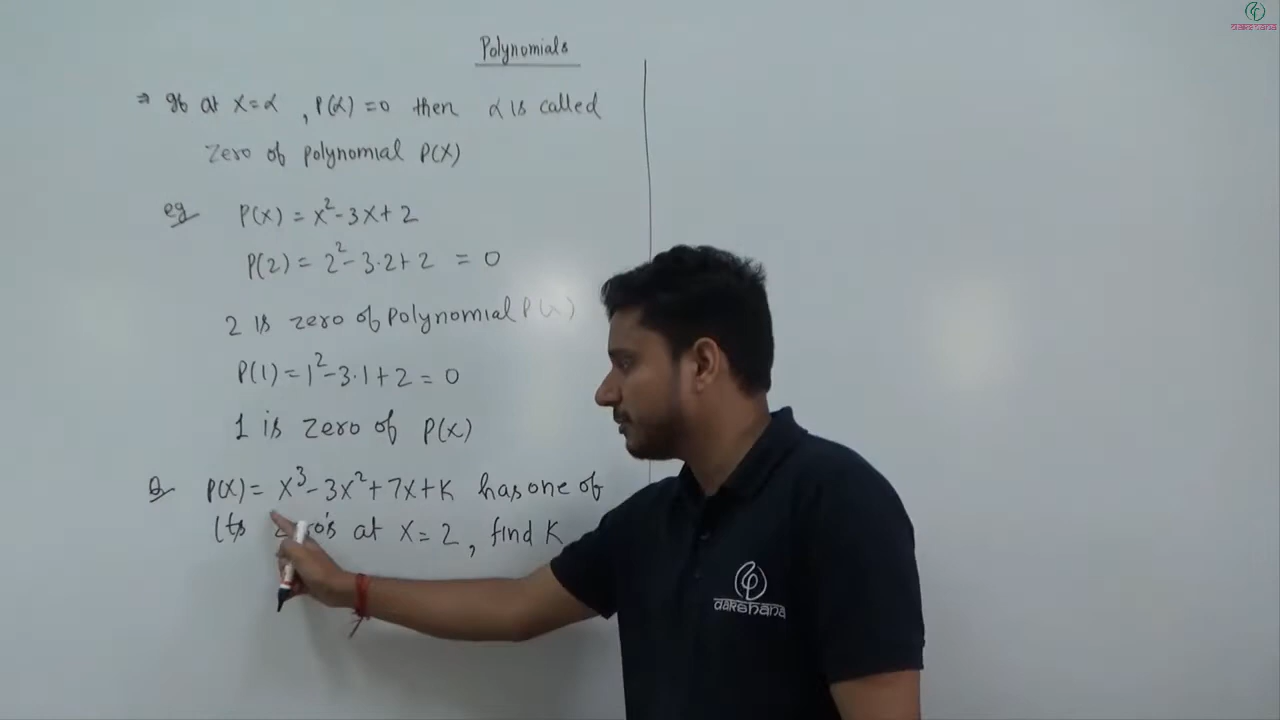 Polynomials
⇒ If at x=α , P(α)=0 then α is called
zero of polynomial P(x)
eg P(x) = x²-3x+2
P(2) = 2²-3·2+2 = 0
2 is zero of polynomial P(x)
P(1) = 1²-3·1+2 = 0
1 is zero of P(x)
Q P(x) = x³-3x²+7x+K has one of
its at x=2, find K
dakshana
dakshana